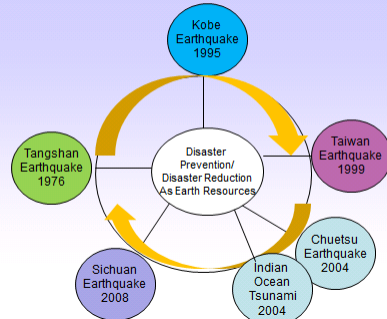 Kobe
Earthquake
1995
Tangshan
Earthquake
1976
Disaster
Prevention/
Disaster Reduction
As Earth Resources
Taiwan
Earthquake
1999
Chuetsu
Earthquake
2004
Indian
Ocean
Tsunami
2004
Sichuan
Earthquake
2008